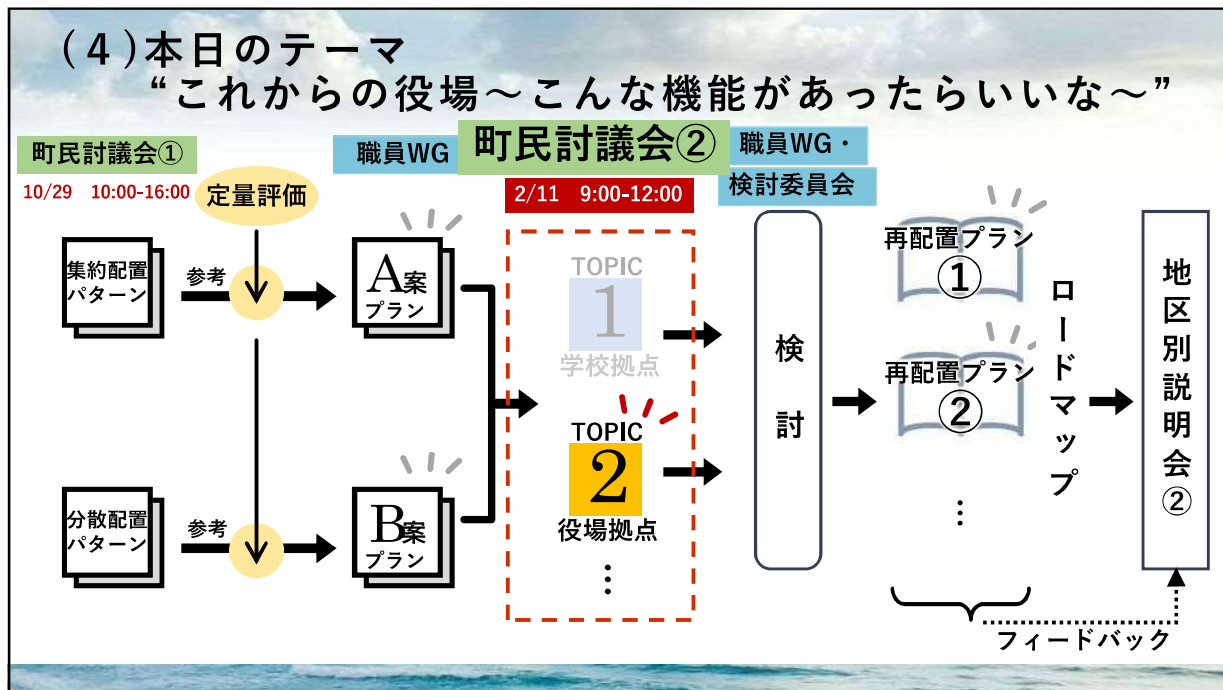 (4)本日のテーマ
“これからの役場～こんな機能があったらいいな～”
町民討議会①
10/29 10:00-16:00
定量評価
職員WG
町民討議会②
2/11 9:00-12:00
職員WG・
検討委員会
集約配置
パターン
参考
A案
プラン
分散配置
パターン
参考
B案
プラン
TOPIC
1
学校拠点
TOPIC
2
役場拠点
⋮
検討
再配置プラン
①
再配置プラン
②
⋮
ロードマップ
地区別説明会②
フィードバック